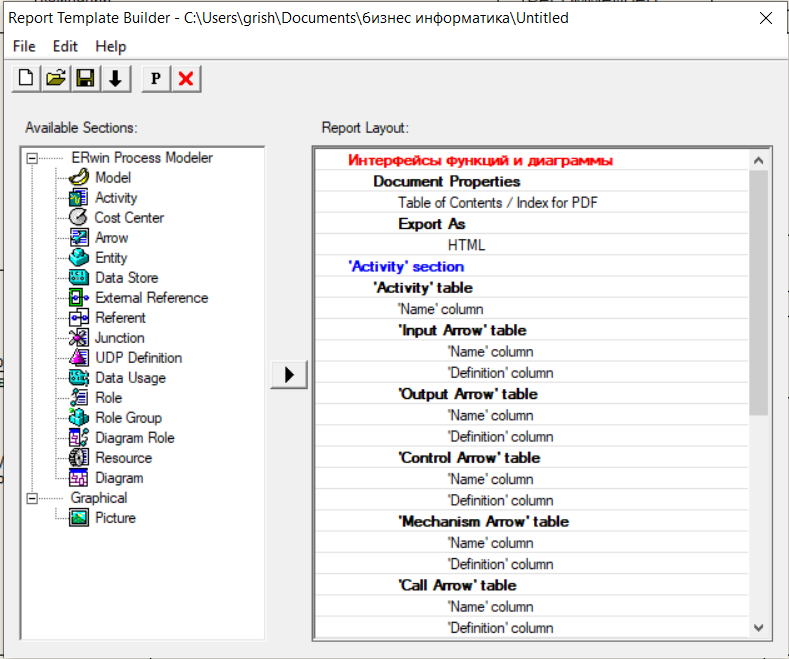 Report Template Builder - C:\Users\grish\Documents\бизнес информатика\Untitled
File Edit Help
P
Available Sections:
ERwin Process Modeler
Model
Activity
Cost Center
Arrow
Entity
Data Store
External Reference
Referent
Junction
UDP Definition
Data Usage
Role
Role Group
Diagram Role
Resource
Diagram
Graphical
Picture
Report Layout:
Интерфейсы функций и диаграммы
Document Properties
Table of Contents / Index for PDF
Export As
HTML
'Activity' section
'Activity' table
'Name' column
'Input Arrow' table
'Name' column
'Definition' column
'Output Arrow' table
'Name' column
'Definition' column
'Control Arrow' table
'Name' column
'Definition' column
'Mechanism Arrow' table
'Name' column
'Definition' column
'Call Arrow' table
'Name' column
'Definition' column